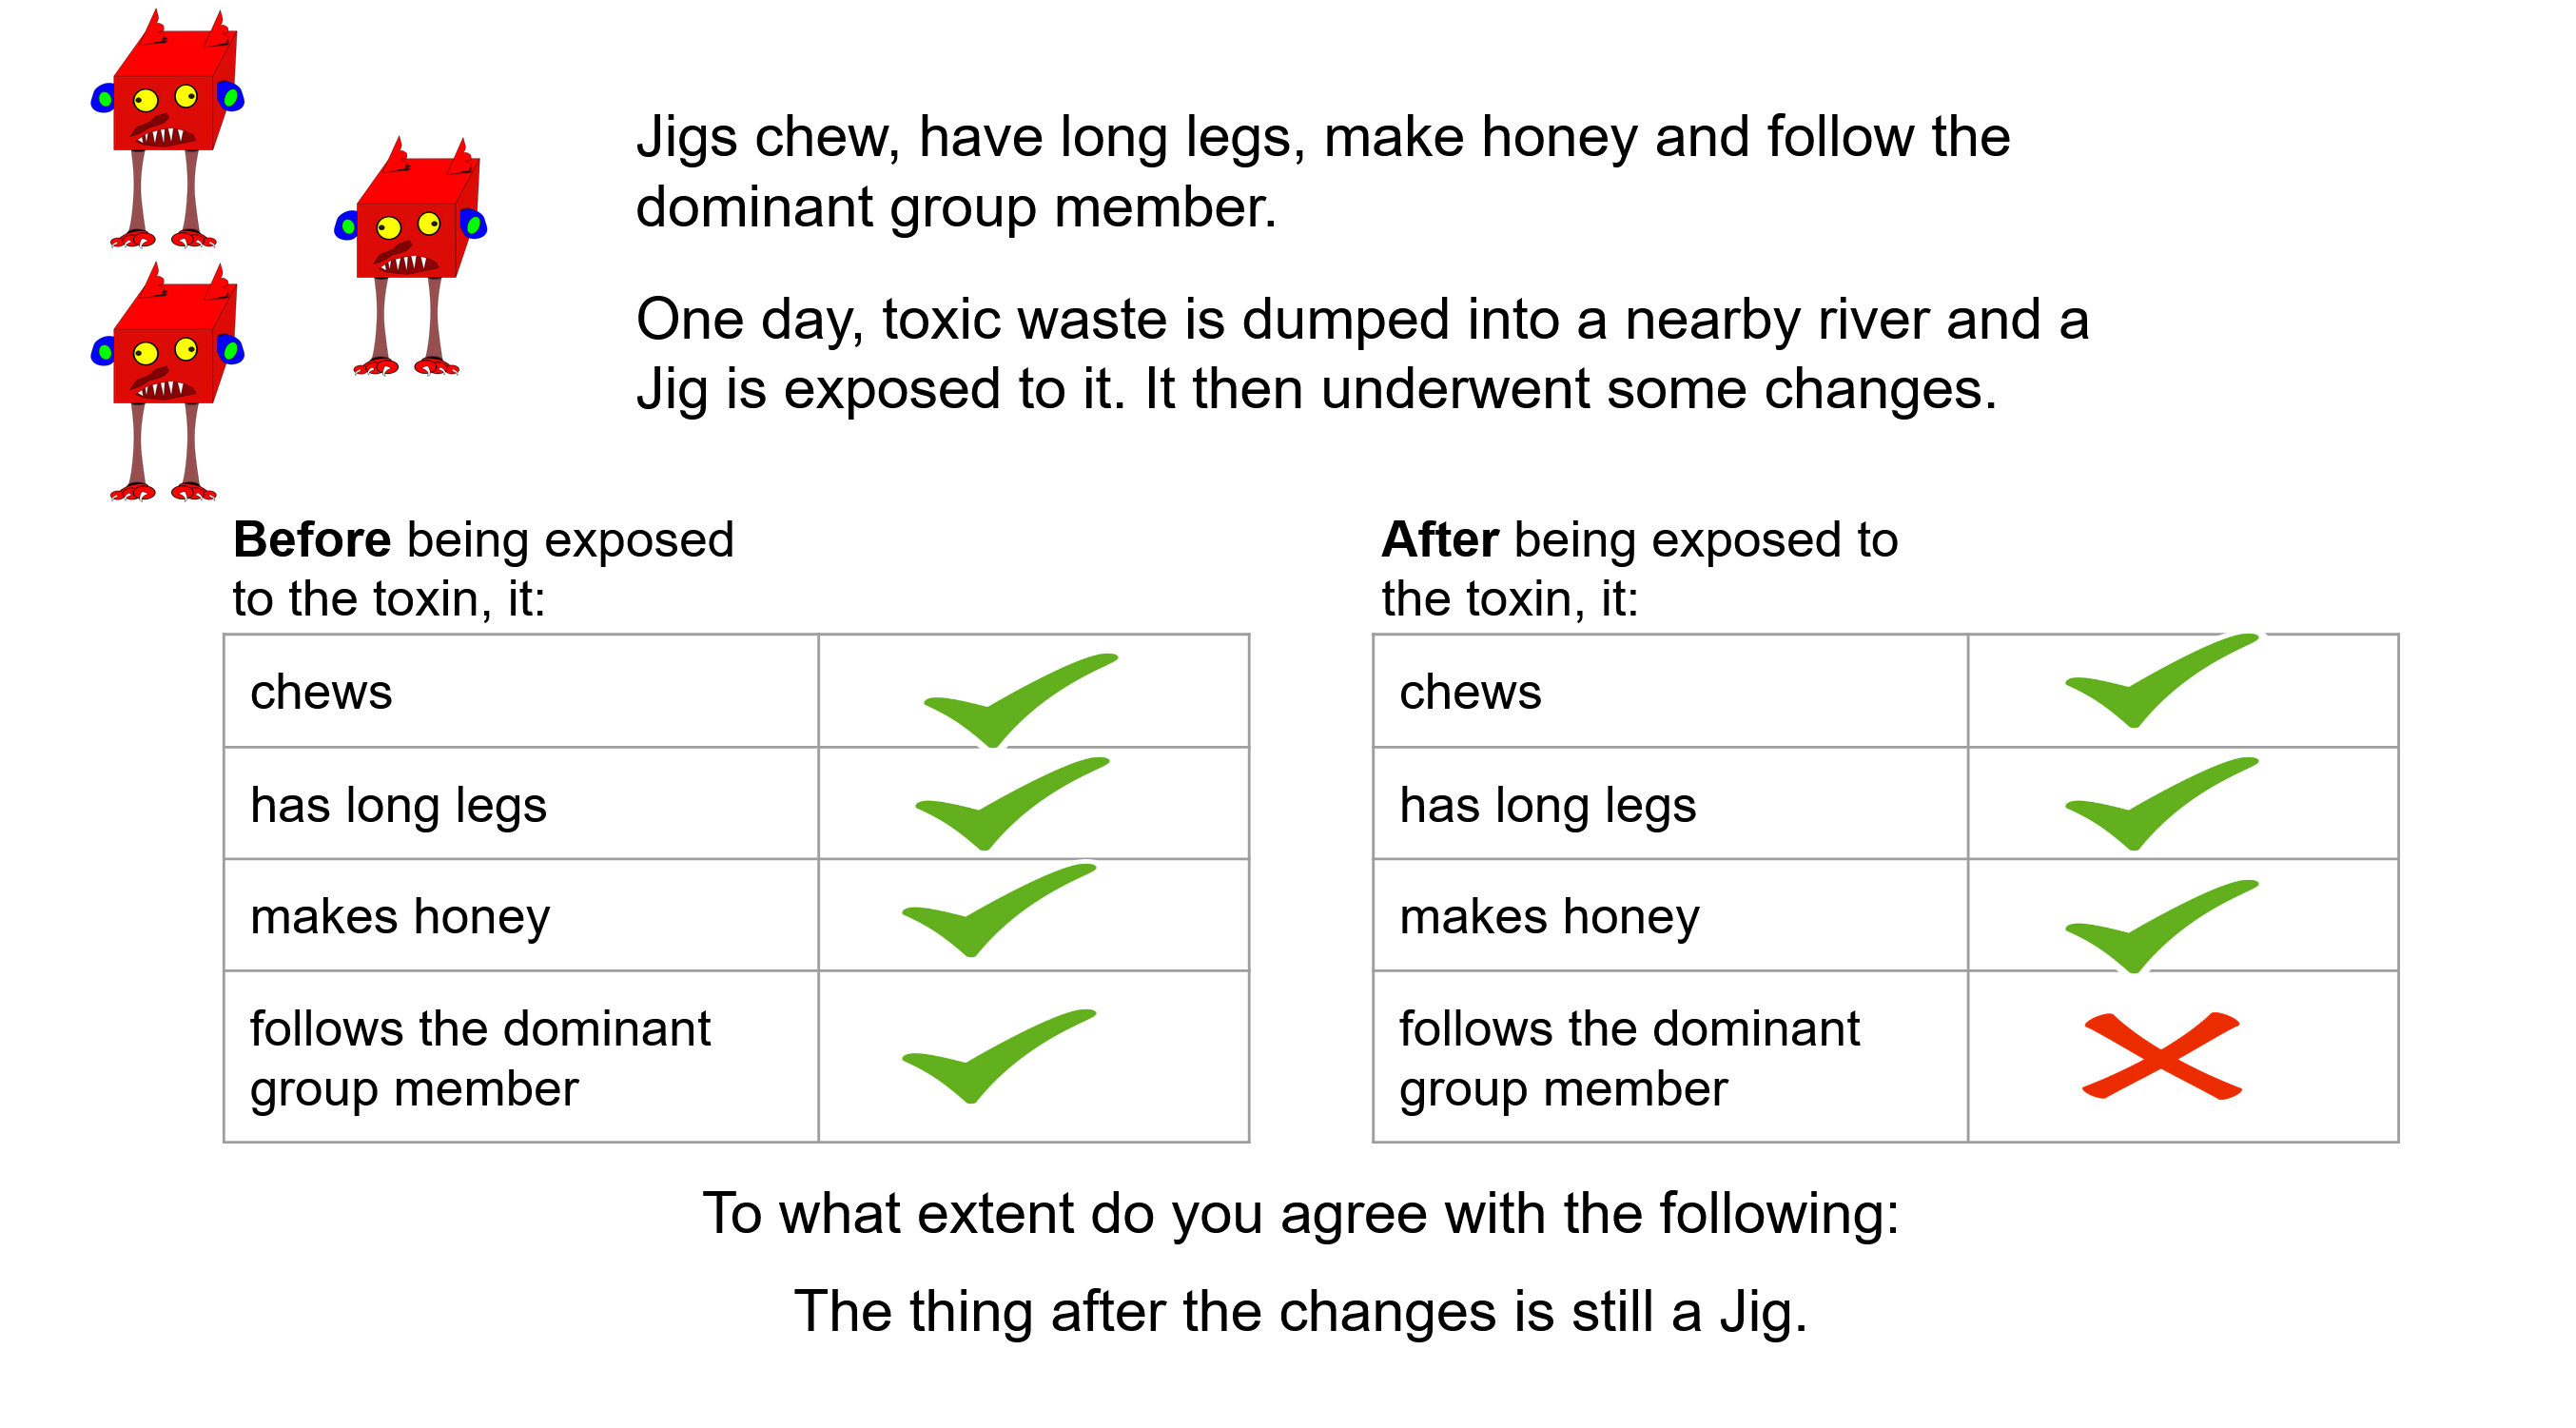 Jigs chew, have long legs, make honey and follow the
dominant group member.
One day, toxic waste is dumped into a nearby river and a
Jig is exposed to it. It then underwent some changes.
Before being exposed
to the toxin, it:
chews
has long legs
makes honey
follows the dominant
group member
After being exposed to
the toxin, it:
chews
has long legs
makes honey
follows the dominant
group member
To what extent do you agree with the following:
The thing after the changes is still a Jig.